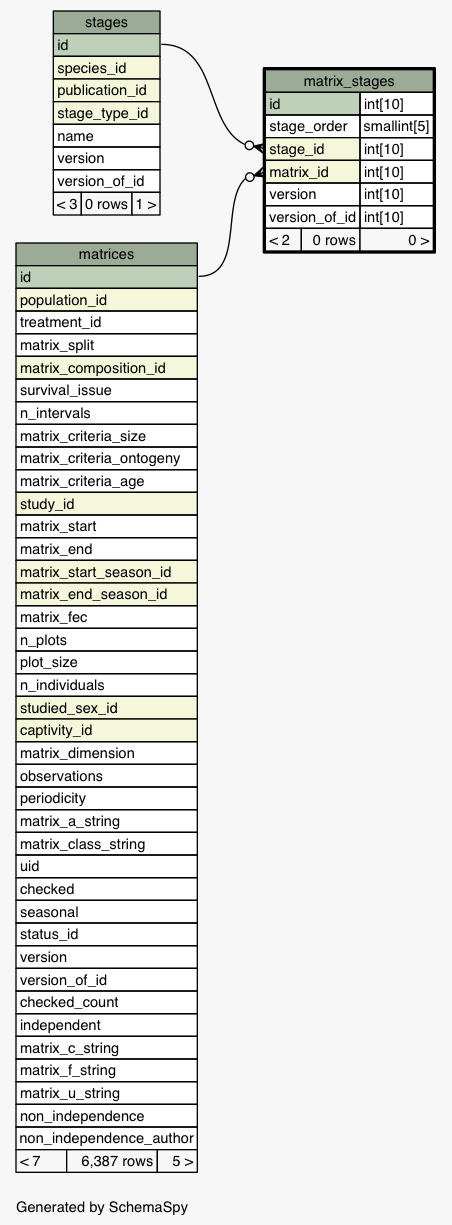 stages
id
species_id
publication_id
stage_type_id
name
version
version_of_id
< 3 0 rows 1 >
matrix_stages
id int[10]
stage_order smallint[5]
stage_id int[10]
matrix_id int[10]
version int[10]
version_of_id int[10]
< 2 0 rows 0 >
matrices
id
population_id
treatment_id
matrix_split
matrix_composition_id
survival_issue
n_intervals
matrix_criteria_size
matrix_criteria_ontogeny
matrix_criteria_age
study_id
matrix_start
matrix_end
matrix_start_season_id
matrix_end_season_id
matrix_fec
n_plots
plot_size
n_individuals
studied_sex_id
captivity_id
matrix_dimension
observations
periodicity
matrix_a_string
matrix_class_string
uid
checked
seasonal
status_id
version
version_of_id
checked_count
independent
matrix_c_string
matrix_f_string
matrix_u_string
non_independence
non_independence_author
< 7 6,387 rows 5 >
Generated by SchemaSpy